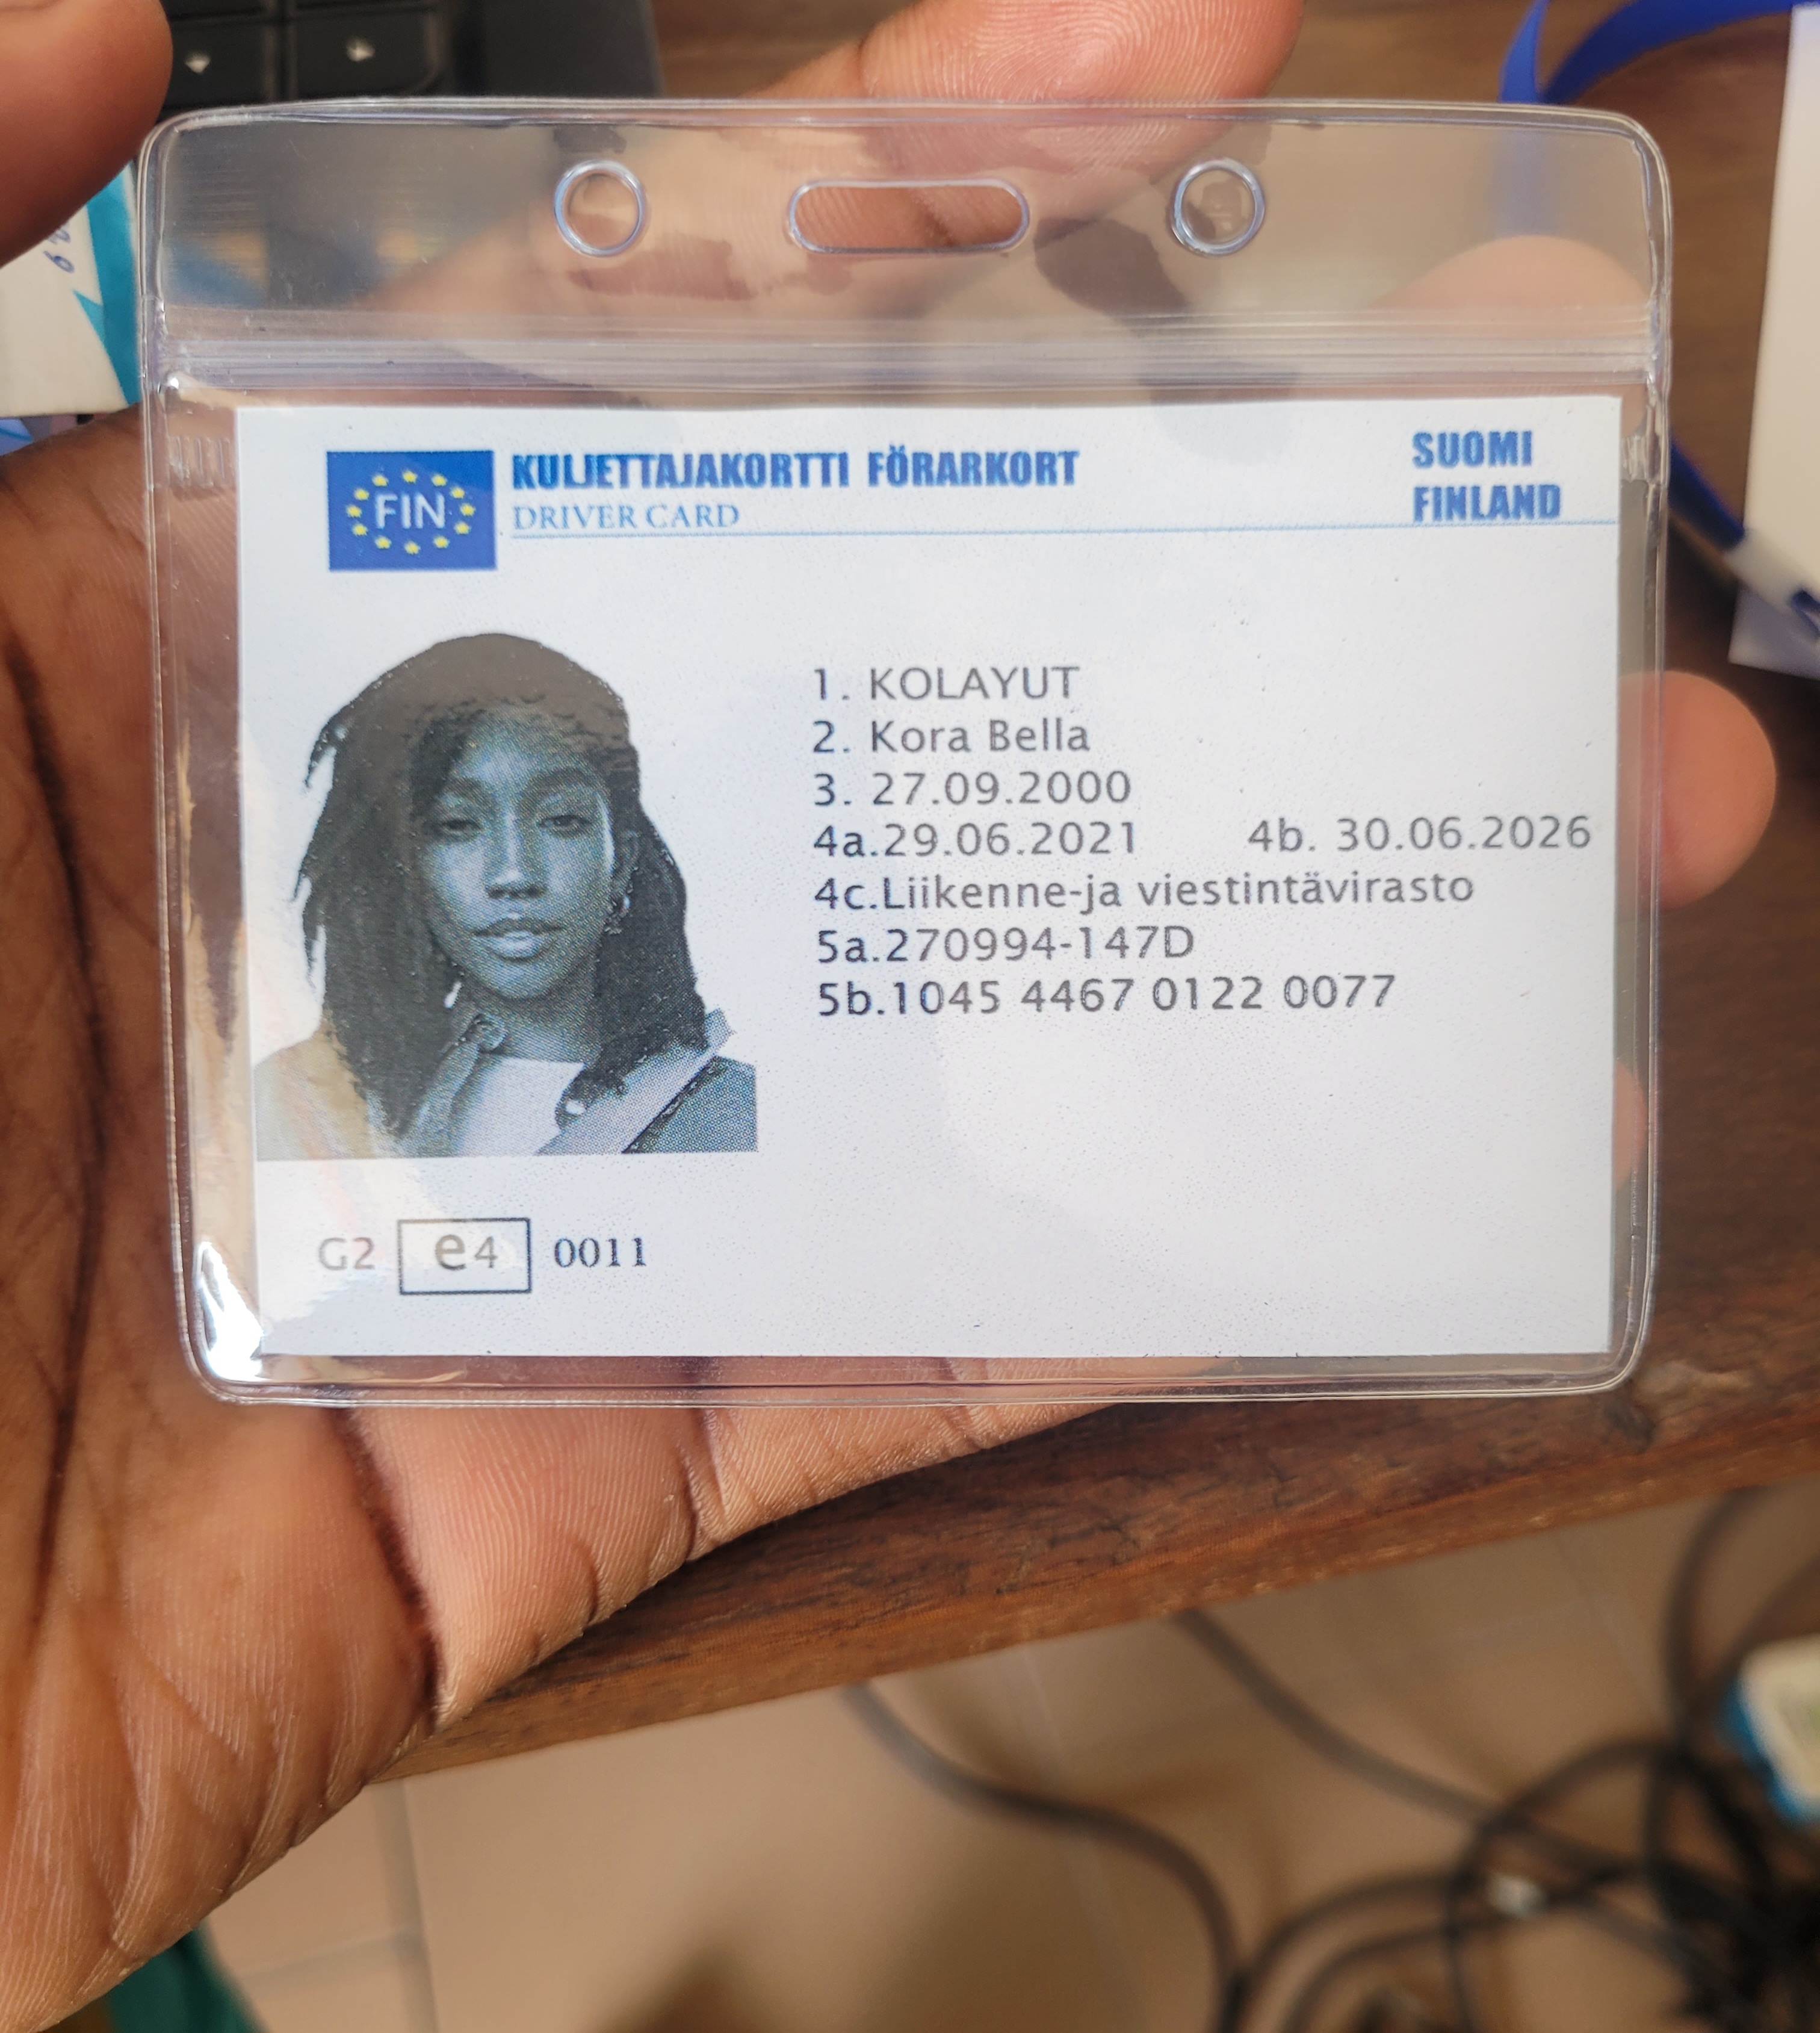 FIN
KULJETTAJAKORTTI FÖRARKORT
DRIVER CARD
SUOMI
FINLAND
1. KOLAYUT
2. Kora Bella
3. 27.09.2000
4a.29.06.2021 4b. 30.06.2026
4c.Liikenne-ja viestintävirasto
5a.270994-147D
5b.1045 4467 0122 0077
G2 e4 0011